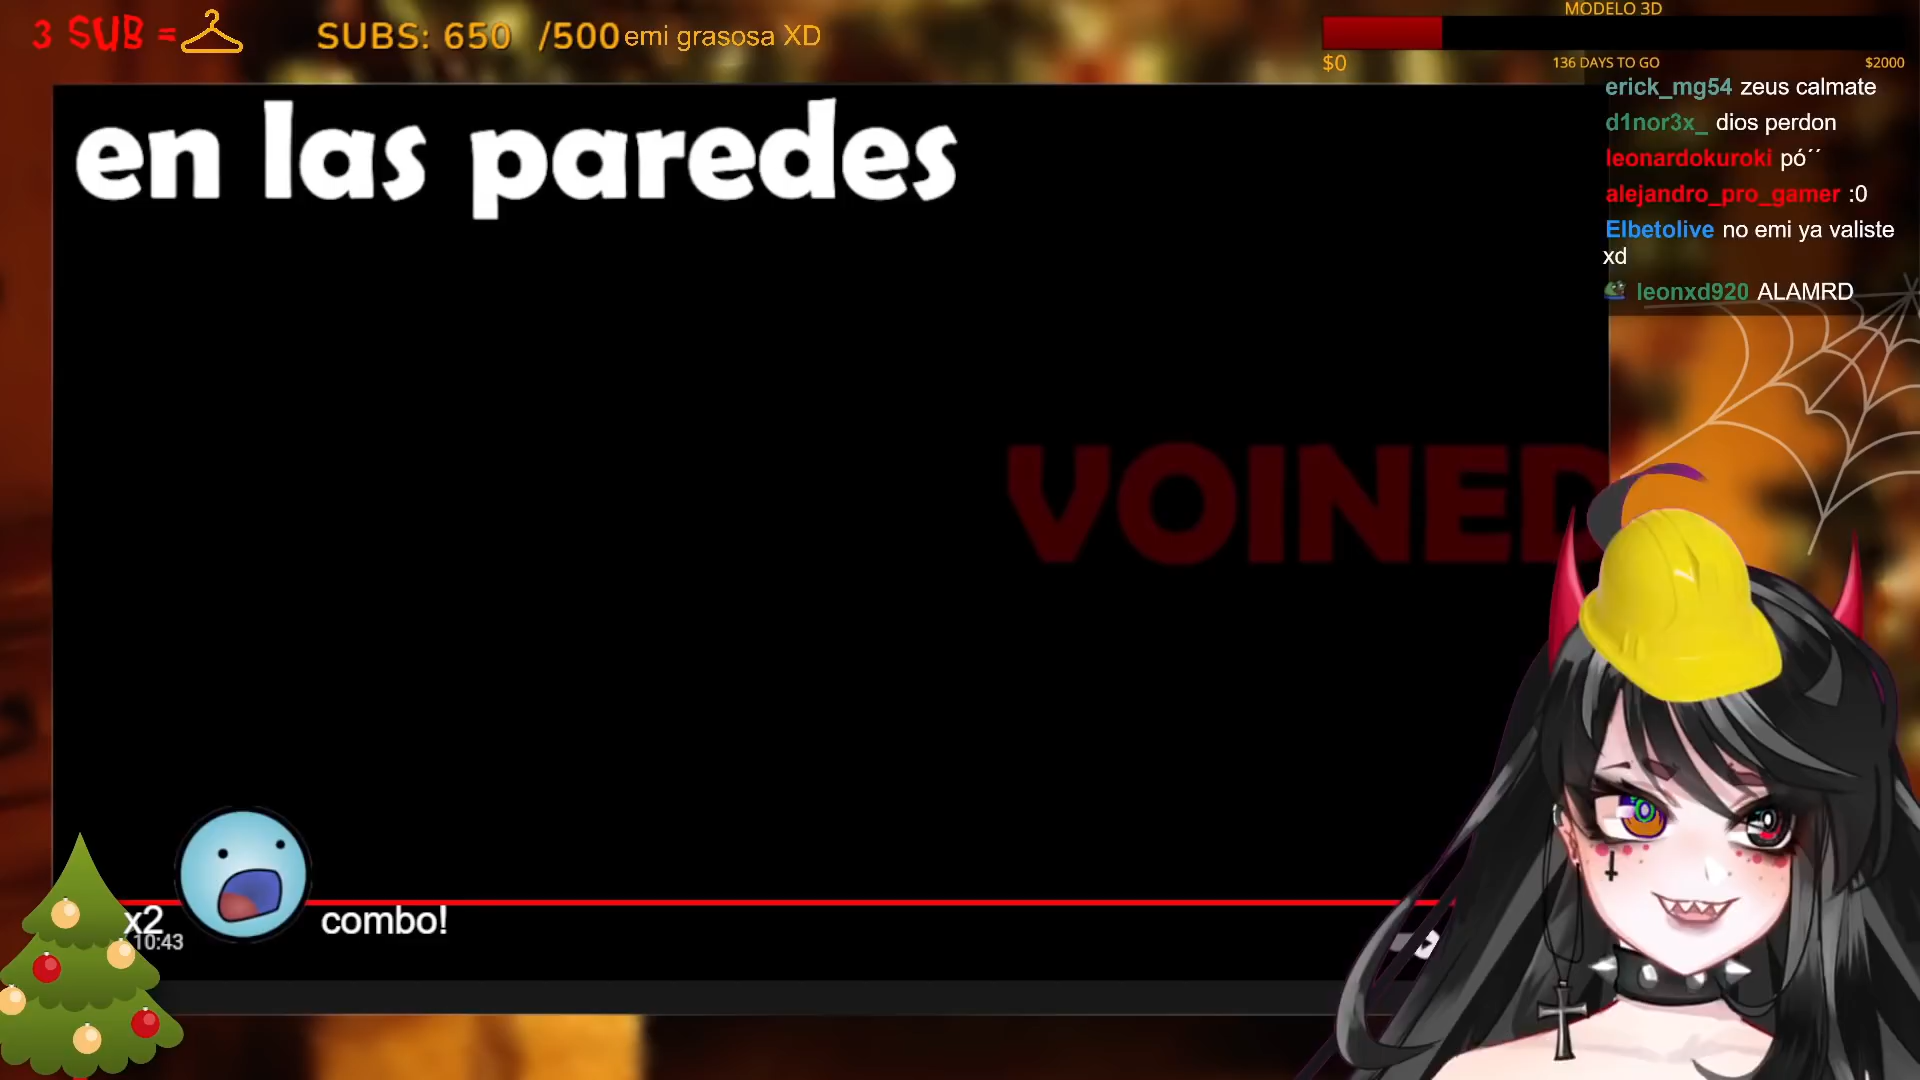 3 SUB =
SUBS: 650 /500 emi grasosa XD
MODELO 3D
$0
136 DAYS TO GO
$2000
erick_mg54 zeus calmate
d1nor3x_ dios perdon
leonardokuroki pó´´
alejandro_pro_gamer :0
Elbetolive no emi ya valiste
xd
leonxd920 ALAMRD
en las paredes
VOINED
x2 combo!
10:43